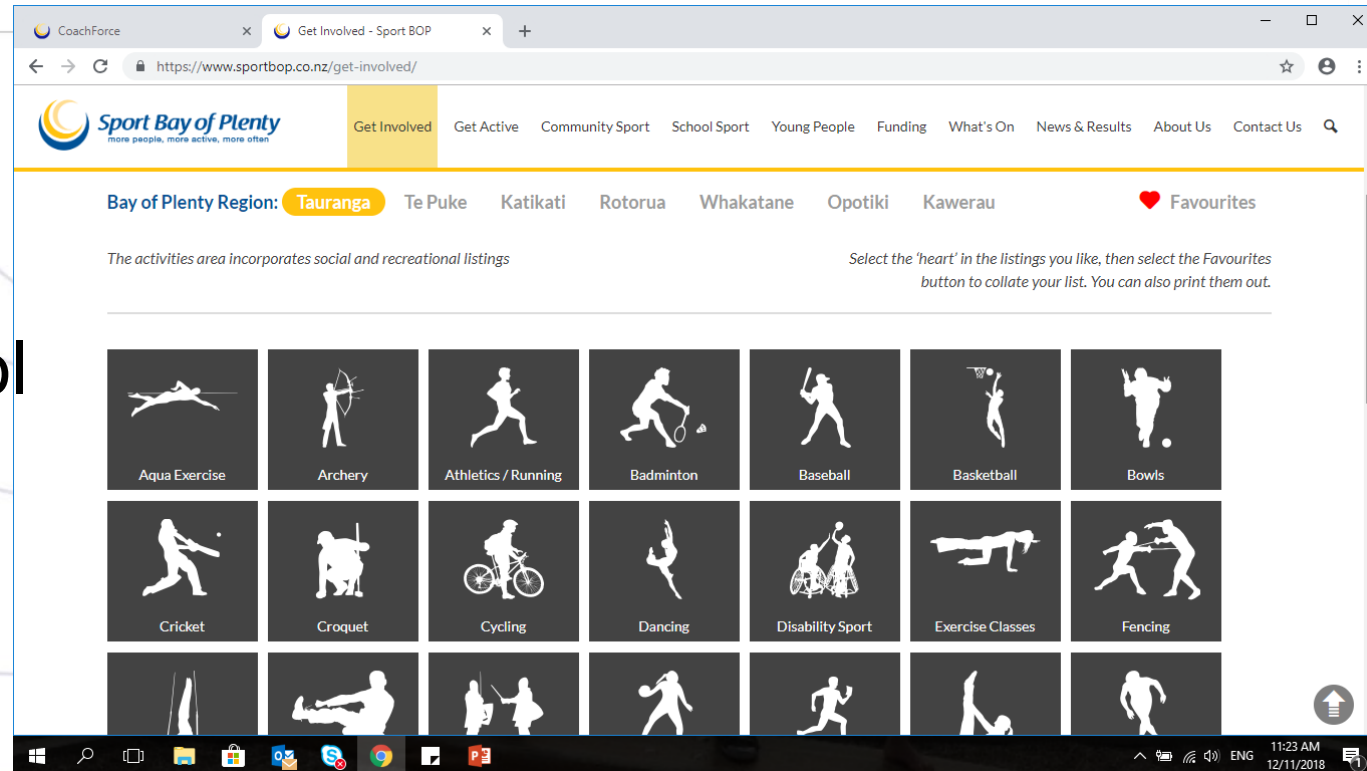 CoachForce
Get Involved - Sport BOP
https://www.sportbop.co.nz/get-involved/
Sport Bay of Plenty
more people, more active, more often
Get Involved Get Active Community Sport School Sport Young People Funding What's On News & Results About Us Contact Us
Bay of Plenty Region: Tauranga Te Puke Katikati Rotorua Whakatane Opotiki Kawerau Favourites
The activities area incorporates social and recreational listings
Select the 'heart' in the listings you like, then select the Favourites
button to collate your list. You can also print them out.
Aqua Exercise Archery Athletics / Running Badminton Baseball Basketball Bowls
Cricket Croquet Cycling Dancing Disability Sport Exercise Classes Fencing
ENG
11:23 AM
12/11/2018